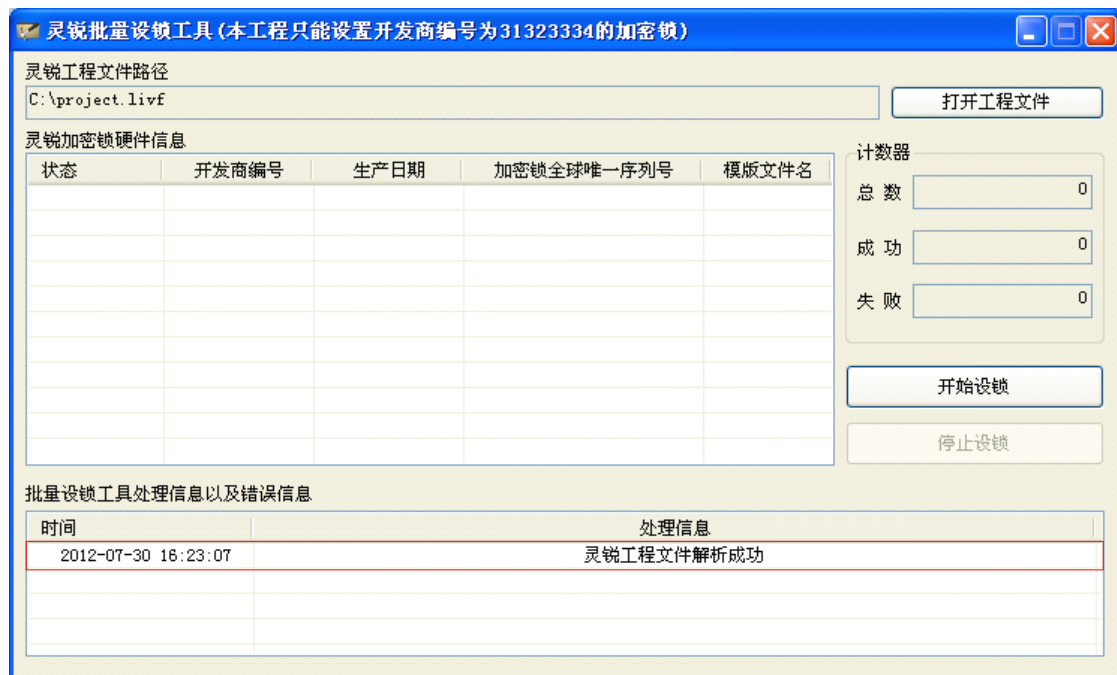 灵锐批量设锁工具(本工程只能设置开发商编号为31323334的加密锁)
灵锐工程文件路径
C:\project.livf
打开工程文件
灵锐加密锁硬件信息
状态 开发商编号 生产日期 加密锁全球唯一序列号 模版文件名
计数器
总 数 0
成 功 0
失 败 0
开始设锁
停止设锁
批量设锁工具处理信息以及错误信息
时间 处理信息
2012-07-30 16:23:07 灵锐工程文件解析成功